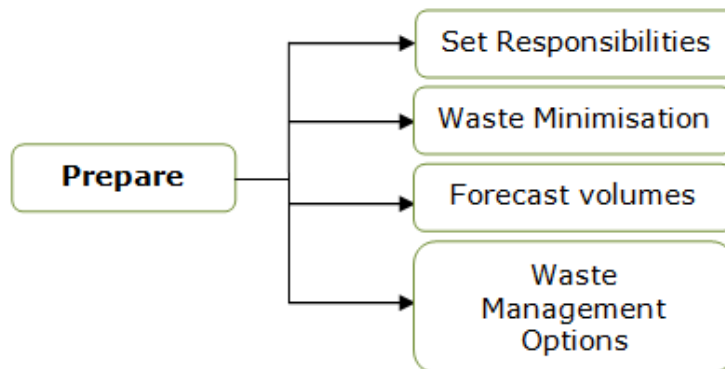 Set Responsibilities
Waste Minimisation
Prepare
Forecast volumes
Waste
Management
Options